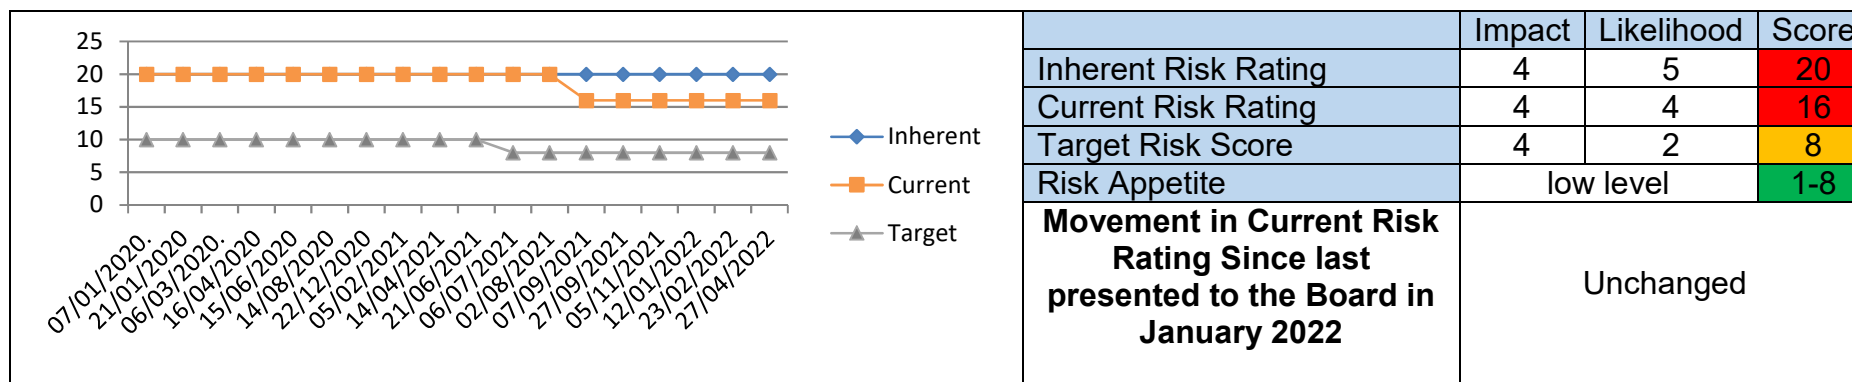 25
20
15
10
5
0
07/01/2020.
21/01/2020
06/03/2020.
16/04/2020
15/06/2020
14/08/2020
22/12/2020
05/02/2021
14/04/2021
21/06/2021
06/07/2021
02/08/2021
07/09/2021
27/09/2021
05/11/2021
12/01/2022
23/02/2022
27/04/2022
Inherent
Current
Target
Impact Likelihood Score
Inherent Risk Rating 4 5 20
Current Risk Rating 4 4 16
Target Risk Score 4 2 8
Risk Appetite low level 1-8
Movement in Current Risk
Rating Since last
presented to the Board in
January 2022
Unchanged